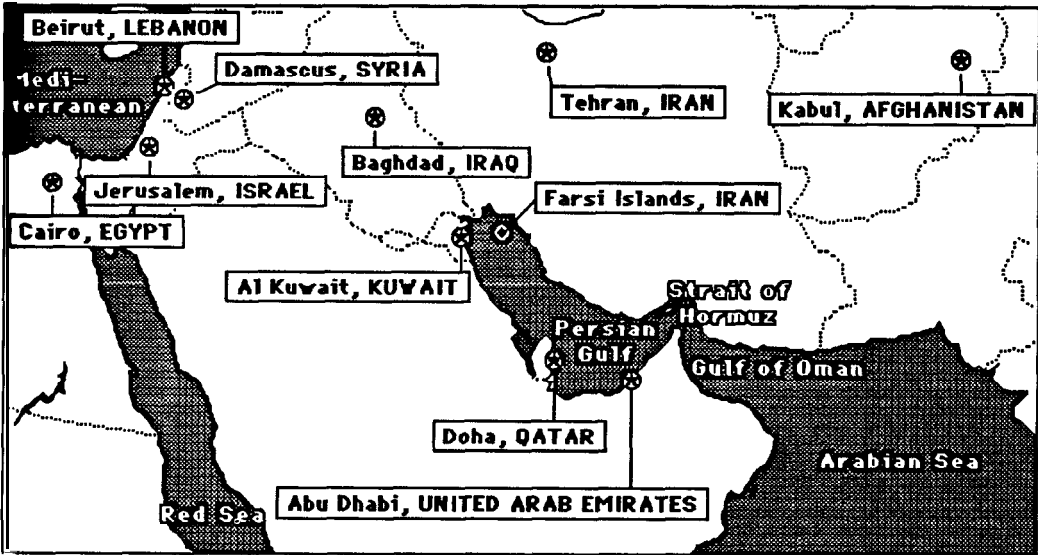 Beirut, LEBANON
Medi-
terranean
Damascus, SYRIA
Tehran, IRAN
Kabul, AFGHANISTAN
Baghdad, IRAQ
Jerusalem, ISRAEL
Farsi Islands, IRAN
Cairo, EGYPT
Al Kuwait, KUWAIT
Strait of
Hormuz
Persian
Gulf
Gulf of Oman
Doha, QATAR
Arabian Sea
Abu Dhabi, UNITED ARAB EMIRATES
Red Sea